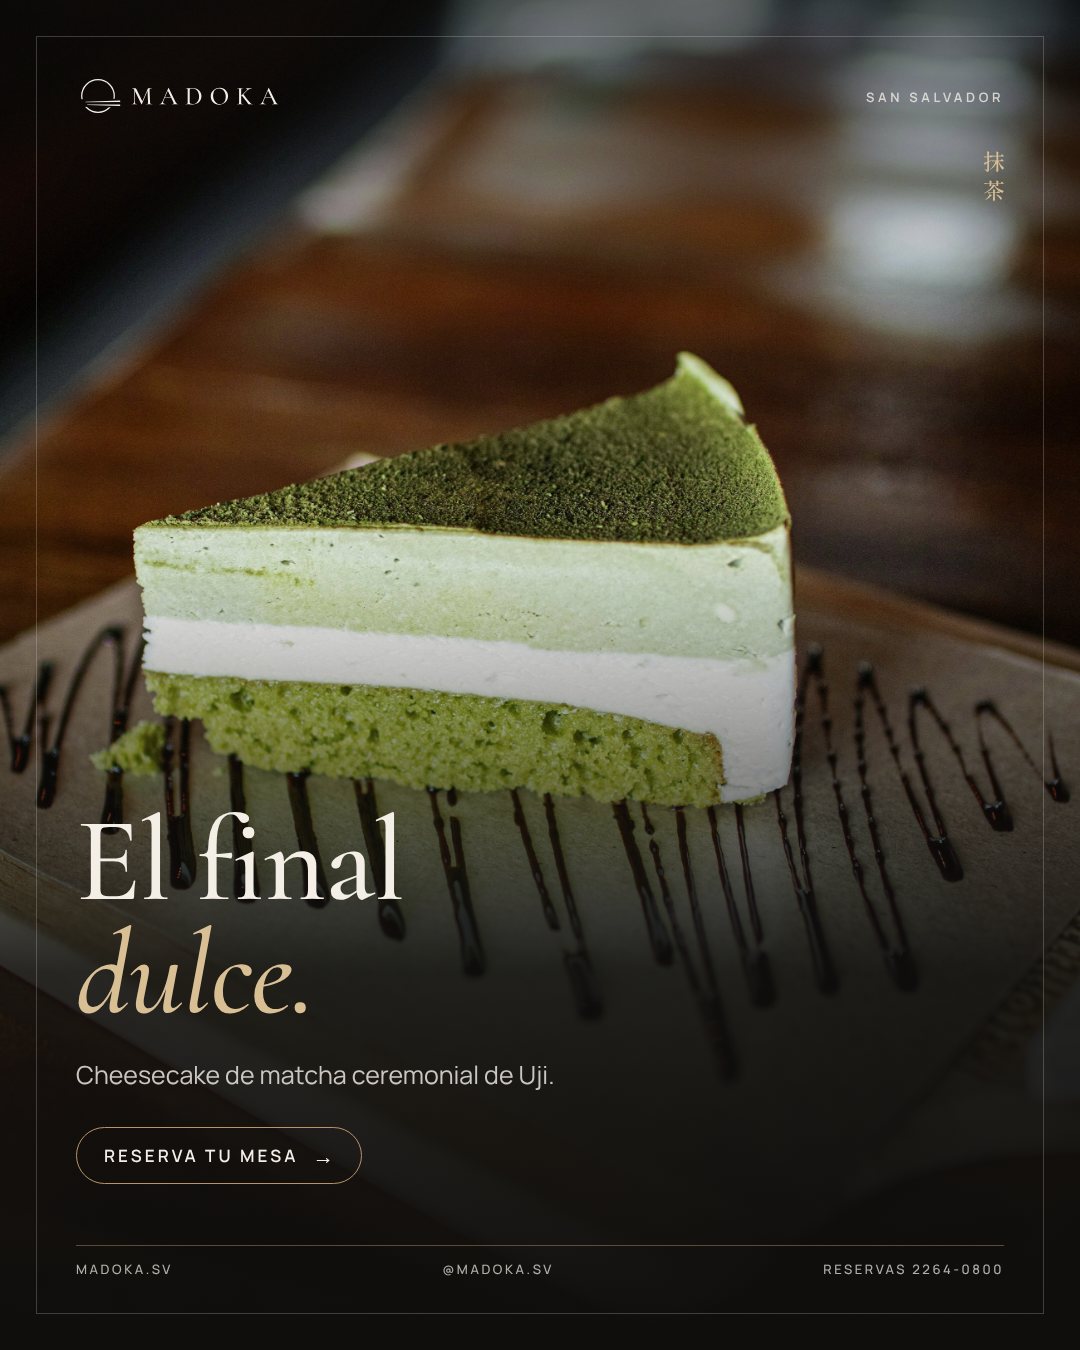 MADOKA
SAN SALVADOR
抹
茶
El final
dulce.
Cheesecake de matcha ceremonial de Uji.
RESERVA TU MESA →
MADOKA.SV
@MADOKA.SV
RESERVAS 2264-0800